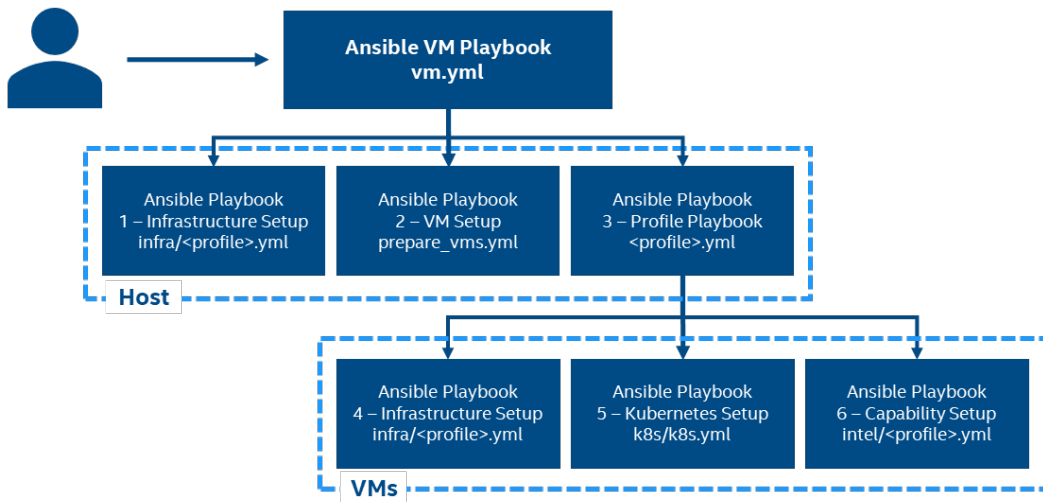 Ansible VM Playbook
vm.yml
Ansible Playbook
1 – Infrastructure Setup
infra/<profile>.yml
Ansible Playbook
2 – VM Setup
prepare_vms.yml
Ansible Playbook
3 – Profile Playbook
<profile>.yml
Host
Ansible Playbook
4 – Infrastructure Setup
infra/<profile>.yml
Ansible Playbook
5 – Kubernetes Setup
k8s/k8s.yml
Ansible Playbook
6 – Capability Setup
intel/<profile>.yml
VMs